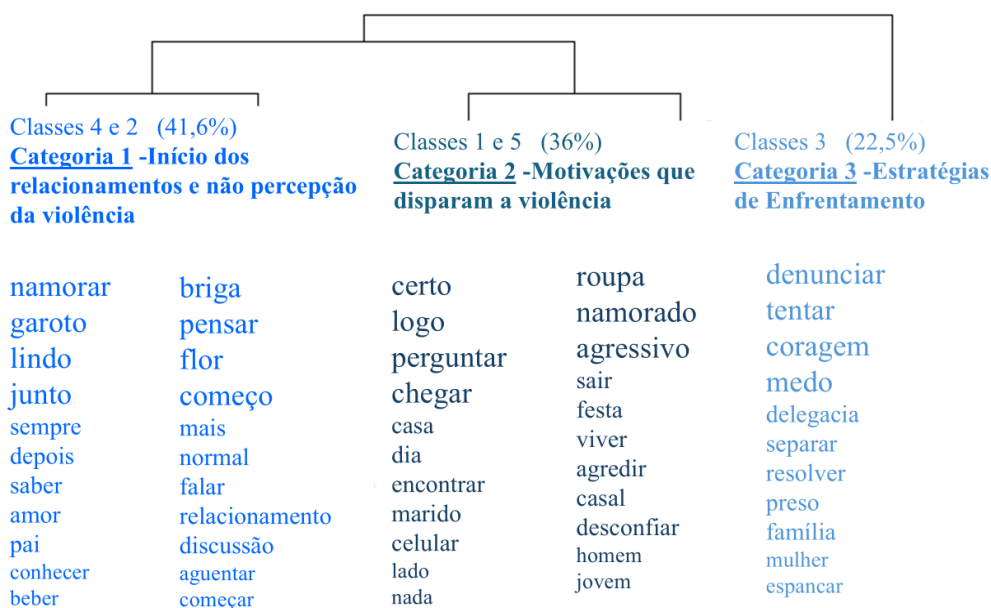 Classes 4 e 2 (41,6%)
Categoria 1 -Início dos
relacionamentos e não percepção
da violência
Classes 1 e 5 (36%)
Categoria 2 -Motivações que
disparam a violência
Classes 3 (22,5%)
Categoria 3 -Estratégias
de Enfrentamento
namorar
garoto
lindo
junto
sempre
depois
saber
amor
pai
conhecer
beber
briga
pensar
flor
começo
mais
normal
falar
relacionamento
discussão
aguentar
começar
certo
logo
perguntar
chegar
casa
dia
encontrar
marido
celular
lado
nada
roupa
namorado
agressivo
sair
festa
viver
agredir
casal
desconfiar
homem
jovem
denunciar
tentar
coragem
medo
delegacia
separar
resolver
preso
família
mulher
espancar